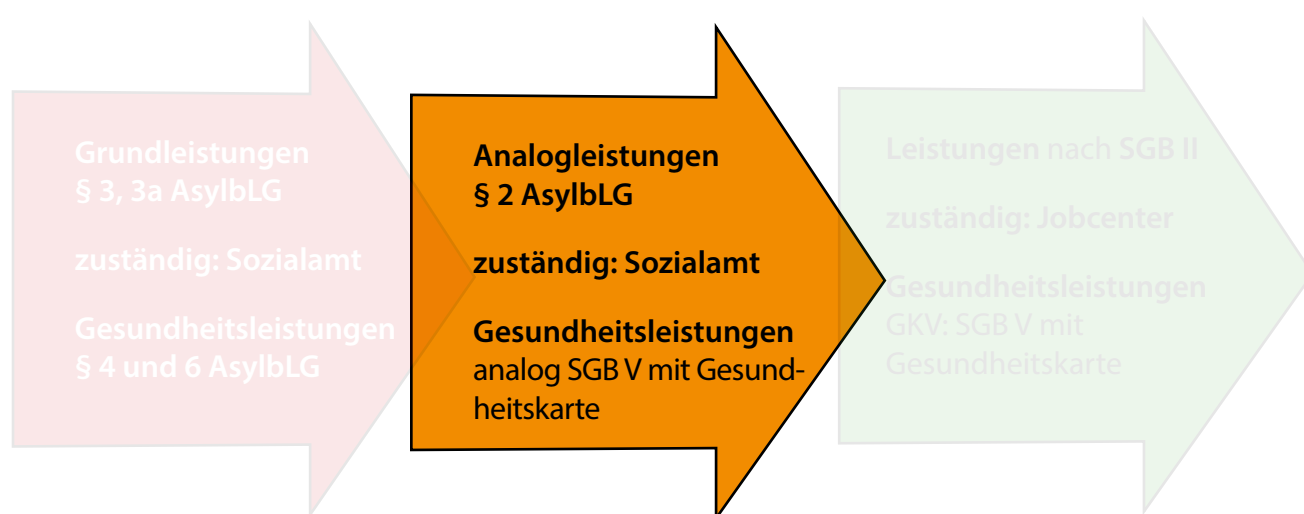 Grundleistungen
§ 3, 3a AsylbLG
zuständig: Sozialamt
Gesundheitsleistungen
§ 4 und 6 AsylbLG
Analogleistungen
§ 2 AsylbLG
zuständig: Sozialamt
Gesundheitsleistungen
analog SGB V mit Gesund-
heitskarte
Leistungen nach SGB II
zuständig: Jobcenter
Gesundheitsleistungen
GKV: SGB V mit
Gesundheitskarte